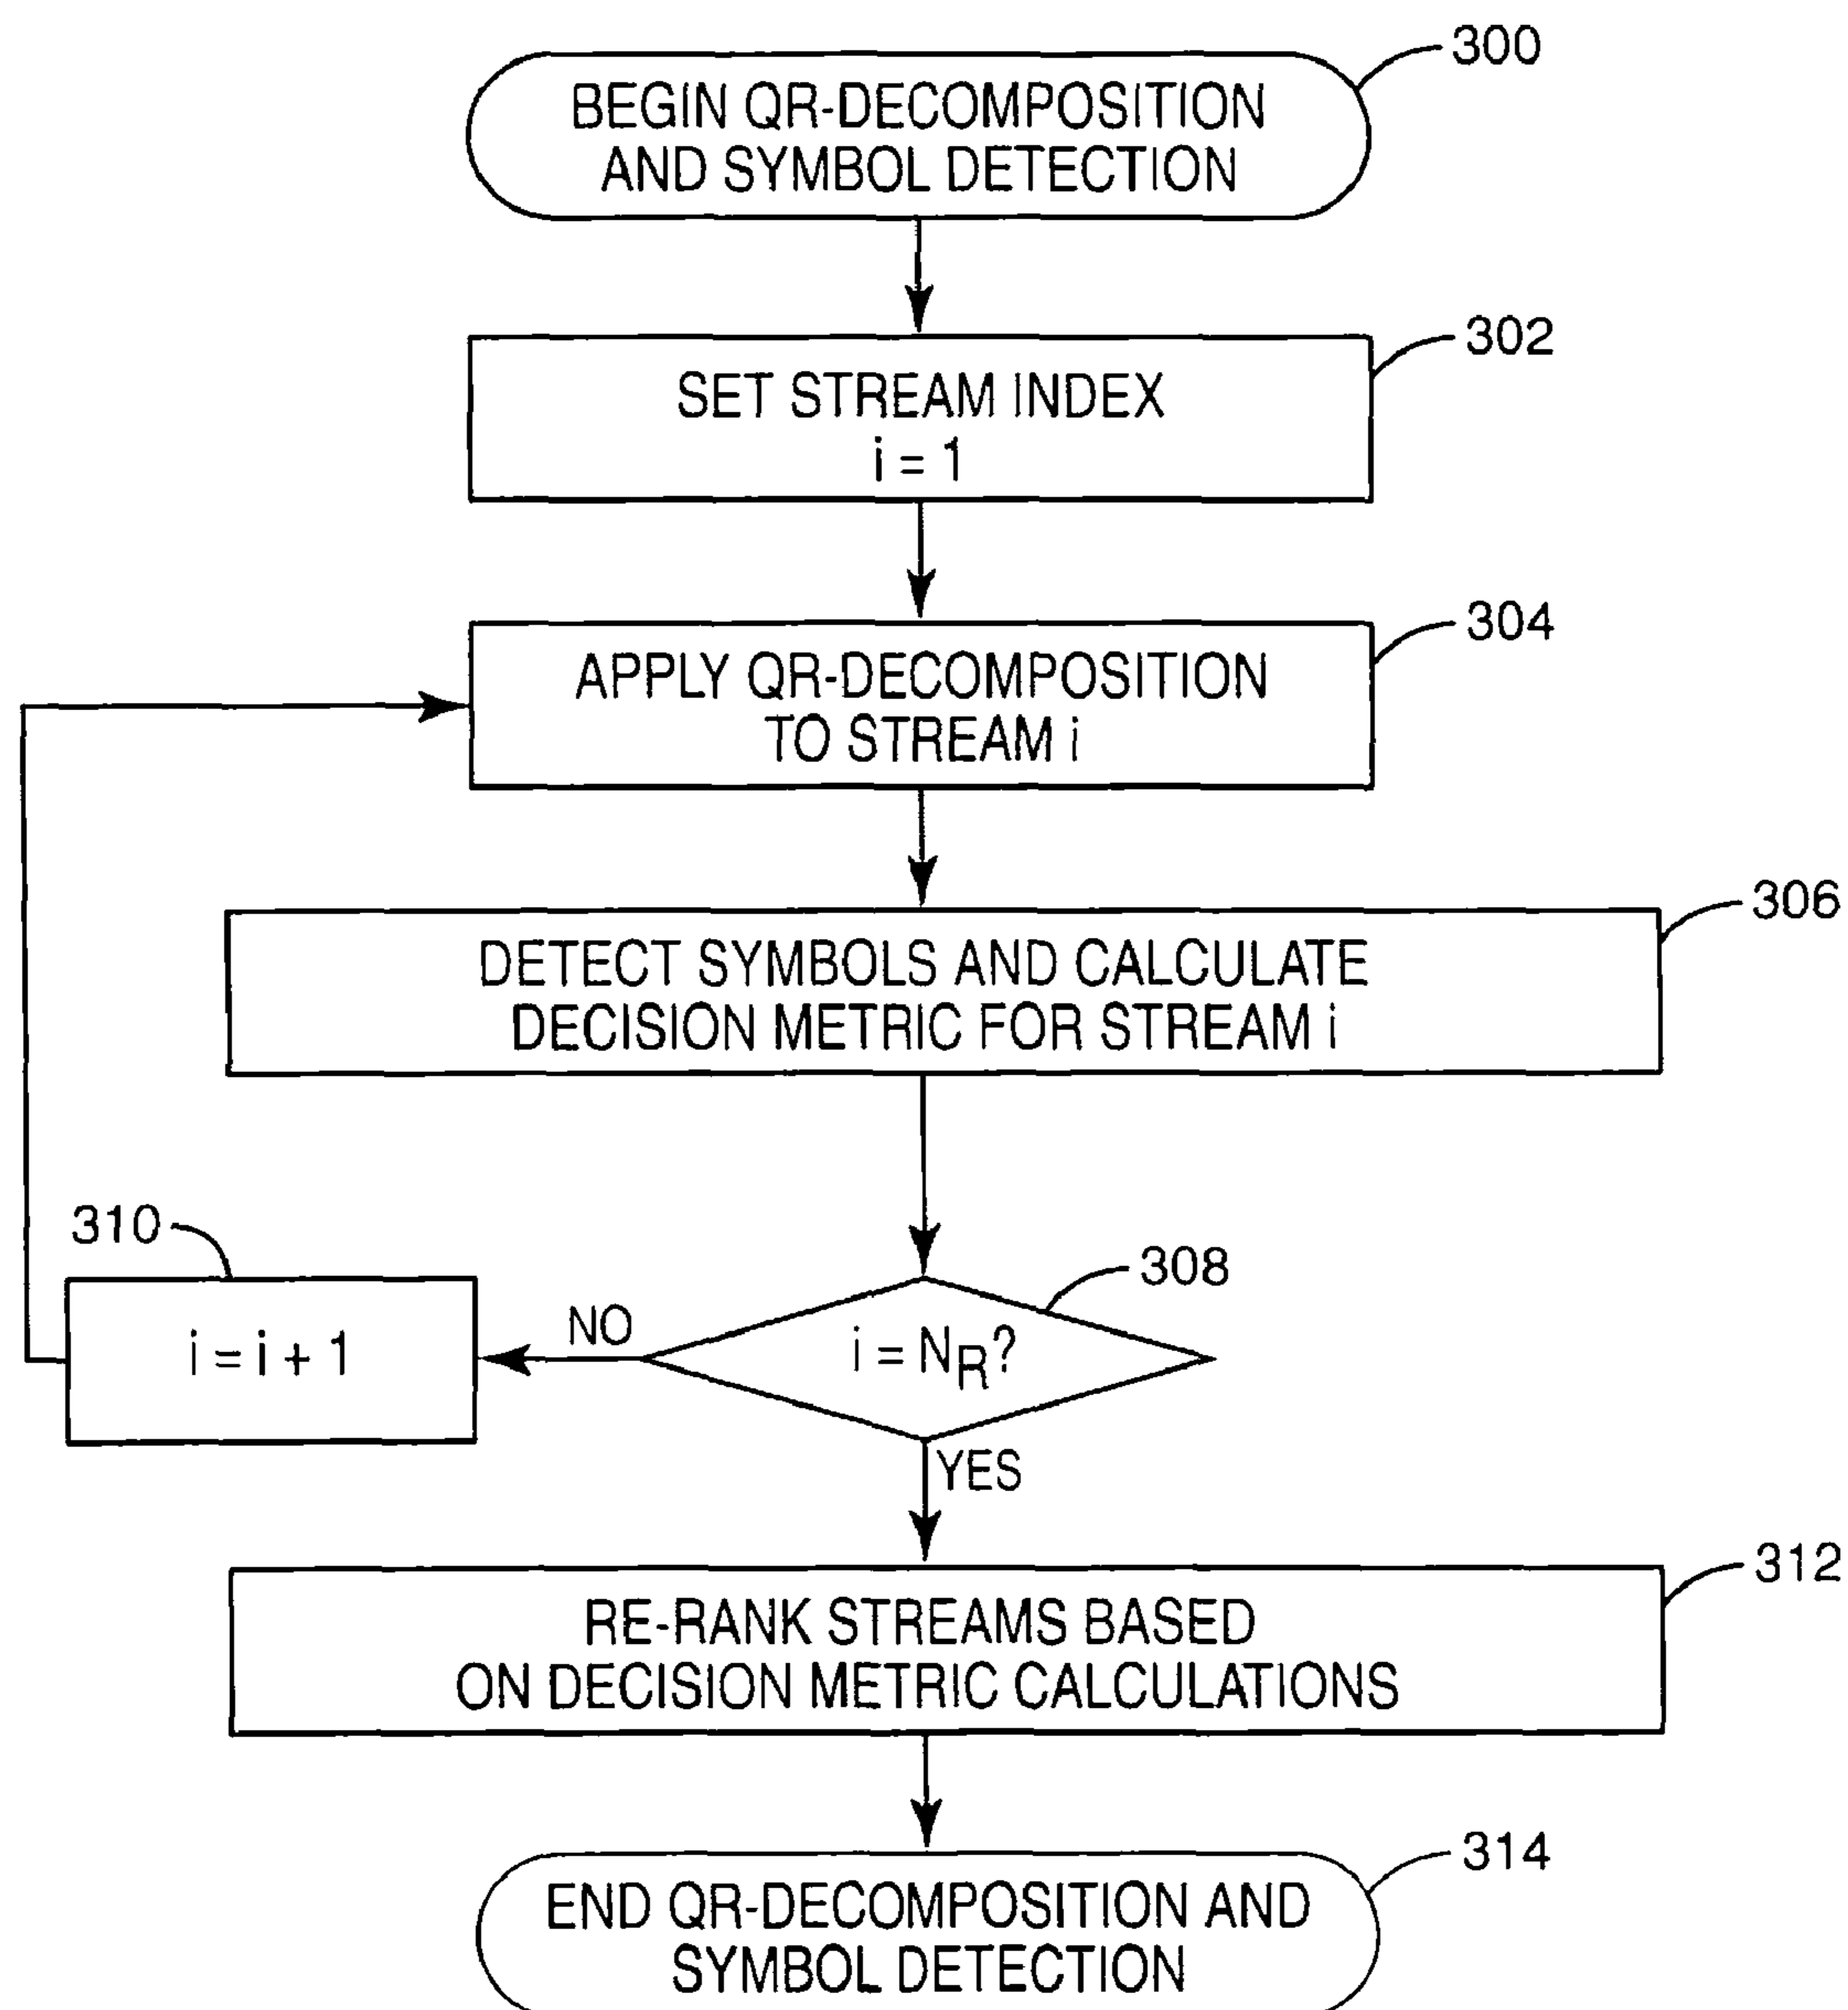 300
BEGIN QR-DECOMPOSITION
AND SYMBOL DETECTION
302
SET STREAM INDEX
i = 1
304
APPLY QR-DECOMPOSITION
TO STREAM i
306
DETECT SYMBOLS AND CALCULATE
DECISION METRIC FOR STREAM i
310
308
i = i + 1
NO
i = NR?
YES
312
RE-RANK STREAMS BASED
ON DECISION METRIC CALCULATIONS
314
END QR-DECOMPOSITION AND
SYMBOL DETECTION